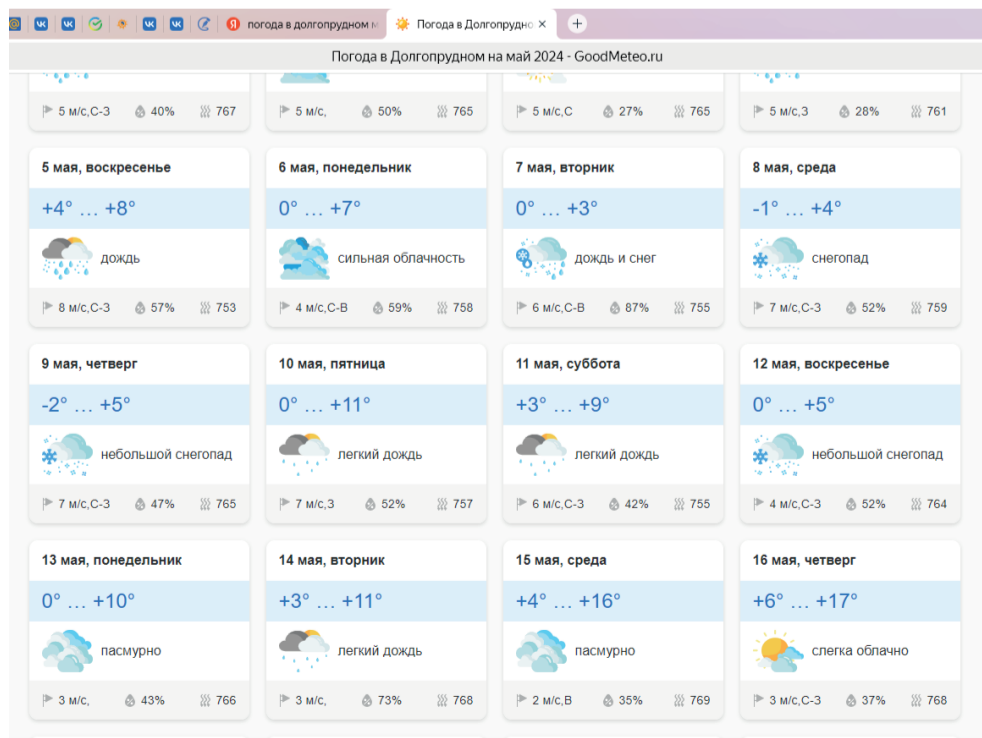 погода в долгопрудном м
Погода в Долгопрудно
Погода в Долгопрудном на май 2024 - GoodMeteo.ru
5 м/с,С-З 40% 767
5 м/с, 50% 765
5 м/с,С 27% 765
5 м/с,З 28% 761
5 мая, воскресенье
+4° … +8°
дождь
8 м/с,С-З 57% 753
6 мая, понедельник
0° … +7°
сильная облачность
4 м/с,С-В 59% 758
7 мая, вторник
0° … +3°
дождь и снег
6 м/с,С-В 87% 755
8 мая, среда
-1° … +4°
снегопад
7 м/с,С-З 52% 759
9 мая, четверг
-2° … +5°
небольшой снегопад
7 м/с,С-З 47% 765
10 мая, пятница
0° … +11°
легкий дождь
7 м/с,З 52% 757
11 мая, суббота
+3° … +9°
легкий дождь
6 м/с,С-З 42% 755
12 мая, воскресенье
0° … +5°
небольшой снегопад
4 м/с,С-З 52% 764
13 мая, понедельник
0° … +10°
пасмурно
3 м/с, 43% 766
14 мая, вторник
+3° … +11°
легкий дождь
3 м/с, 73% 768
15 мая, среда
+4° … +16°
пасмурно
2 м/с,В 35% 769
16 мая, четверг
+6° … +17°
слегка облачно
3 м/с,С-З 37% 768